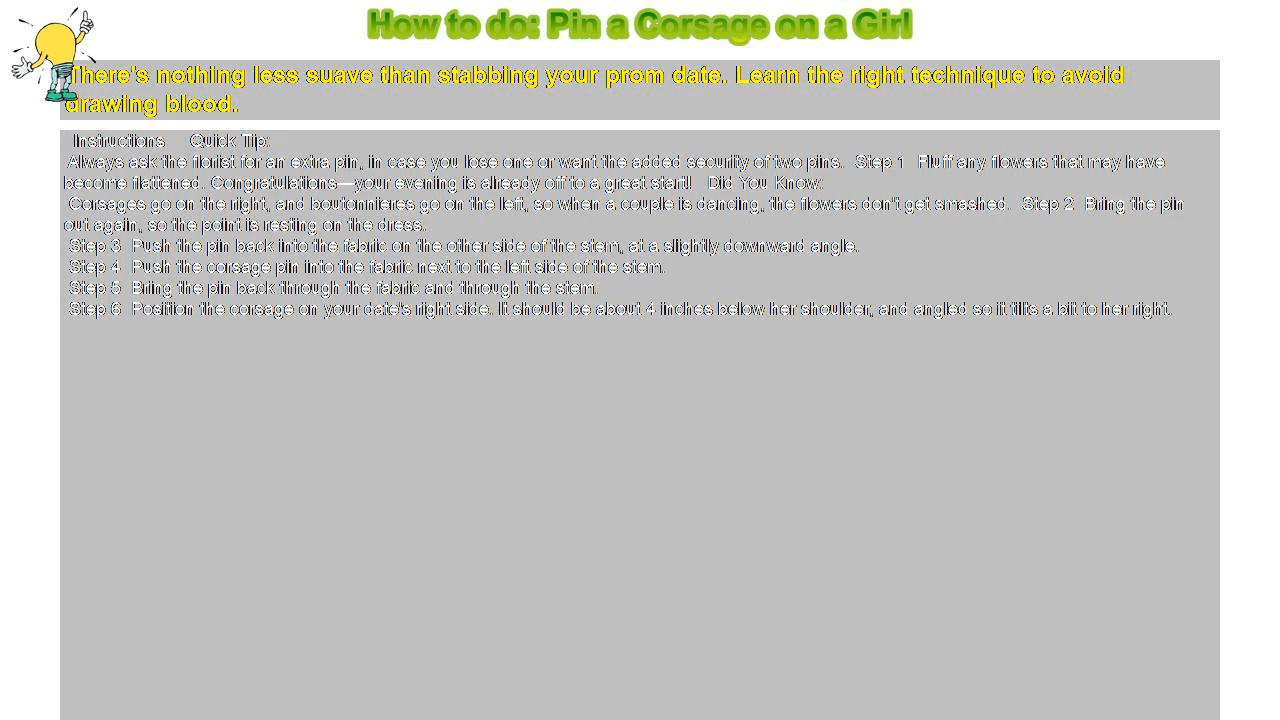 How to do: Pin a Corsage on a Girl
There's nothing less suave than stabbing your prom date. Learn the right technique to avoid
drawing blood.
Instructions Quick Tip:
Always ask the florist for an extra pin, in case you lose one or want the added security of two pins. Step 1 Fluff any flowers that may have
become flattened. Congratulations—your evening is already off to a great start! Did You Know:
Corsages go on the right, and boutonnieres go on the left, so when a couple is dancing, the flowers don't get smashed. Step 2 Bring the pin
out again, so the point is resting on the dress.
Step 3 Push the pin back into the fabric on the other side of the stem, at a slightly downward angle.
Step 4 Push the corsage pin into the fabric next to the left side of the stem.
Step 5 Bring the pin back through the fabric and through the stem.
Step 6 Position the corsage on your date's right side. It should be about 4 inches below her shoulder, and angled so it tilts a bit to her right.